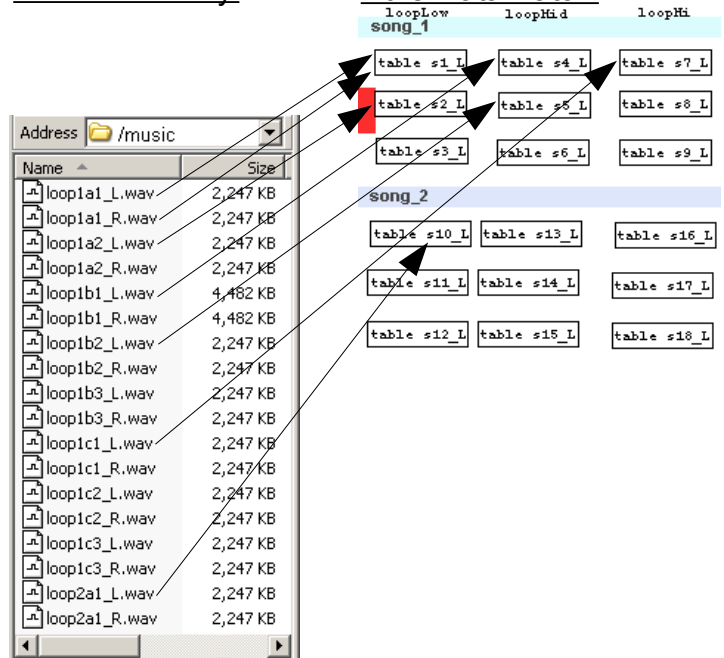 loopLow loopMid loopHi
song_1
table s1_L table s4_L table s7_L
table s2_L table s5_L table s8_L
table s3_L table s6_L table s9_L
song_2
table s10_L table s13_L table s16_L
table s11_L table s14_L table s17_L
table s12_L table s15_L table s18_L
Address /music
Name Size
loop1a1_L.wav 2,247 KB
loop1a1_R.wav 2,247 KB
loop1a2_L.wav 2,247 KB
loop1a2_R.wav 2,247 KB
loop1b1_L.wav 4,482 KB
loop1b1_R.wav 4,482 KB
loop1b2_L.wav 2,247 KB
loop1b2_R.wav 2,247 KB
loop1b3_L.wav 2,247 KB
loop1b3_R.wav 2,247 KB
loop1c1_L.wav 2,247 KB
loop1c1_R.wav 2,247 KB
loop1c2_L.wav 2,247 KB
loop1c2_R.wav 2,247 KB
loop1c3_L.wav 2,247 KB
loop1c3_R.wav 2,247 KB
loop2a1_L.wav 2,247 KB
loop2a1_R.wav 2,247 KB